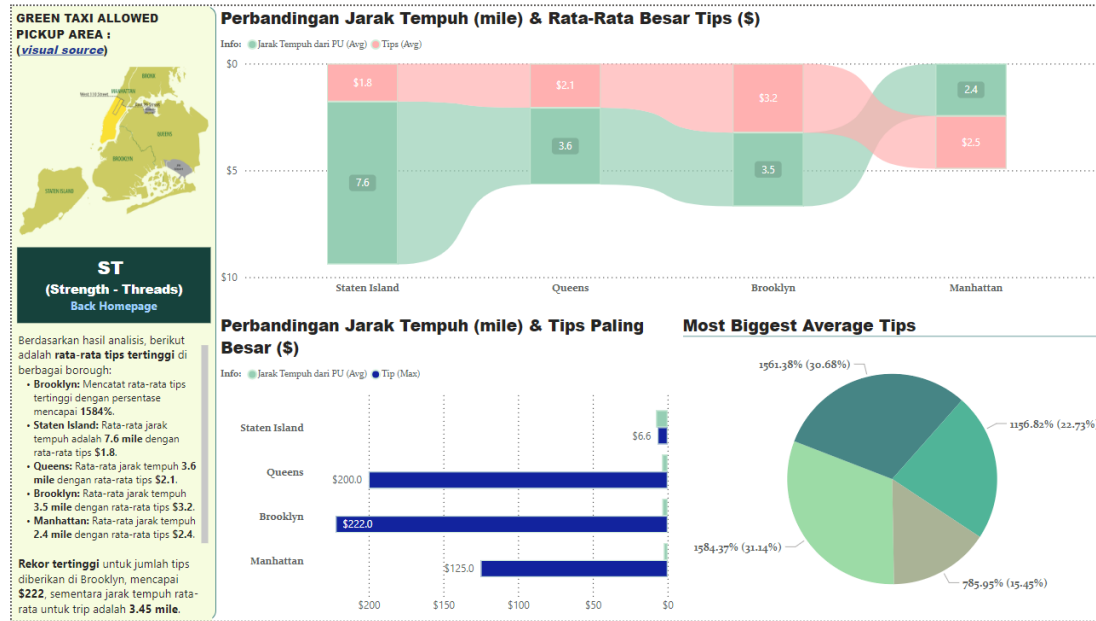 GREEN TAXI ALLOWED
PICKUP AREA :
(visual source)
BRONX
MANHATTAN
QUEENS
BROOKLYN
STATEN ISLAND
ST
(Strength - Threads)
Back Homepage
Berdasarkan hasil analisis, berikut
adalah rata-rata tips tertinggi di
berbagai borough:
• Brooklyn: Mencatat rata-rata tips
tertinggi dengan persentase
mencapai 1584%.
• Staten Island: Rata-rata jarak
tempuh adalah 7.6 mile dengan
rata-rata tips $1.8.
• Queens: Rata-rata jarak tempuh 3.6
mile dengan rata-rata tips $2.1.
• Brooklyn: Rata-rata jarak tempuh
3.5 mile dengan rata-rata tips $3.2.
• Manhattan: Rata-rata jarak tempuh
2.4 mile dengan rata-rata tips $2.4.
Rekor tertinggi untuk jumlah tips
diberikan di Brooklyn, mencapai
$222, sementara jarak tempuh rata-
rata untuk trip adalah 3.45 mile.
Perbandingan Jarak Tempuh (mile) & Rata-Rata Besar Tips ($)
Info: Jarak Tempuh dari PU (Avg) Tips (Avg)
$0
$5
$10
$1.8
7.6
$2.1
3.6
$3.2
3.5
2.4
$2.5
Staten Island Queens Brooklyn Manhattan
Perbandingan Jarak Tempuh (mile) & Tips Paling
Besar ($)
Info: Jarak Tempuh dari PU (Avg) Tip (Max)
Staten Island
$6.6
Queens
$200.0
Brooklyn
$222.0
Manhattan
$125.0
$200 $150 $100 $50 $0
Most Biggest Average Tips
1561.38% (30.68%)
1156.82% (22.73%
1584.37% (31.14%)
785.95% (15.45%)